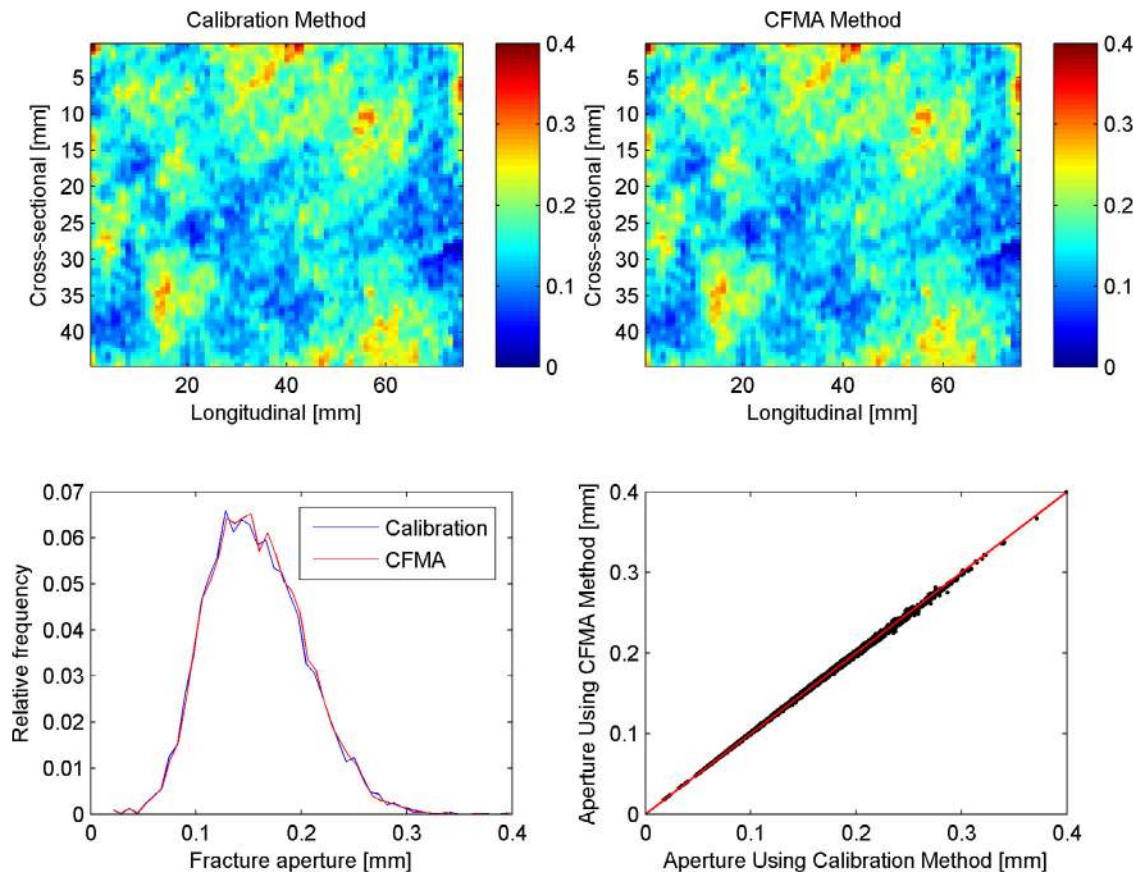 Calibration Method
Cross-sectional [mm]
5
10
15
20
25
30
35
40
20 40 60
Longitudinal [mm]
0.4
0.3
0.2
0.1
0
CFMA Method
Cross-sectional [mm]
5
10
15
20
25
30
35
40
20 40 60
Longitudinal [mm]
0.4
0.3
0.2
0.1
0
Relative frequency
0.07
0.06
0.05
0.04
0.03
0.02
0.01
0
Calibration
CFMA
0 0.1 0.2 0.3 0.4
Fracture aperture [mm]
Aperture Using CFMA Method [mm]
0.4
0.3
0.2
0.1
0
0 0.1 0.2 0.3 0.4
Aperture Using Calibration Method [mm]